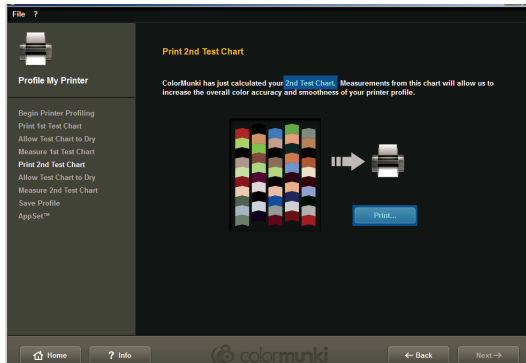 File ?
Print 2nd Test Chart
Profile My Printer
ColorMunki has just calculated your 2nd Test Chart. Measurements from this chart will allow us to
increase the overall color accuracy and smoothness of your printer profile.
Begin Printer Profiling
Print 1st Test Chart
Allow Test Chart to Dry
Measure 1st Test Chart
Print 2nd Test Chart
Allow Test Chart to Dry
Measure 2nd Test Chart
Save Profile
AppSet™
Print...
Home
? Info
colormunki
← Back
Next →